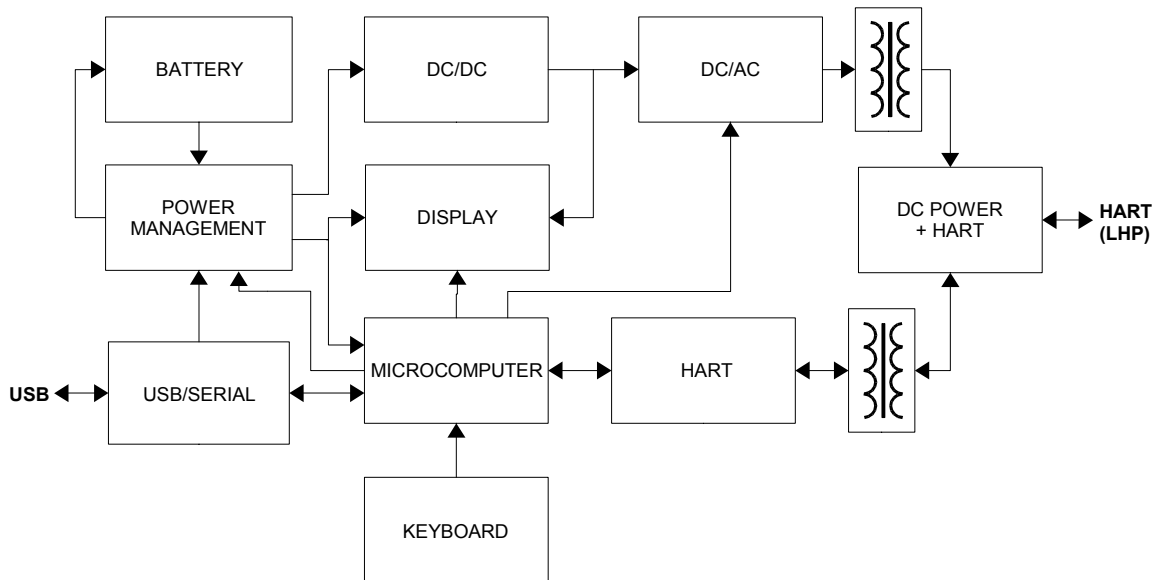 BATTERY
DC/DC
DC/AC
POWER
MANAGEMENT
DISPLAY
DC POWER
+ HART
HART
(LHP)
USB
USB/SERIAL
MICROCOMPUTER
HART
KEYBOARD